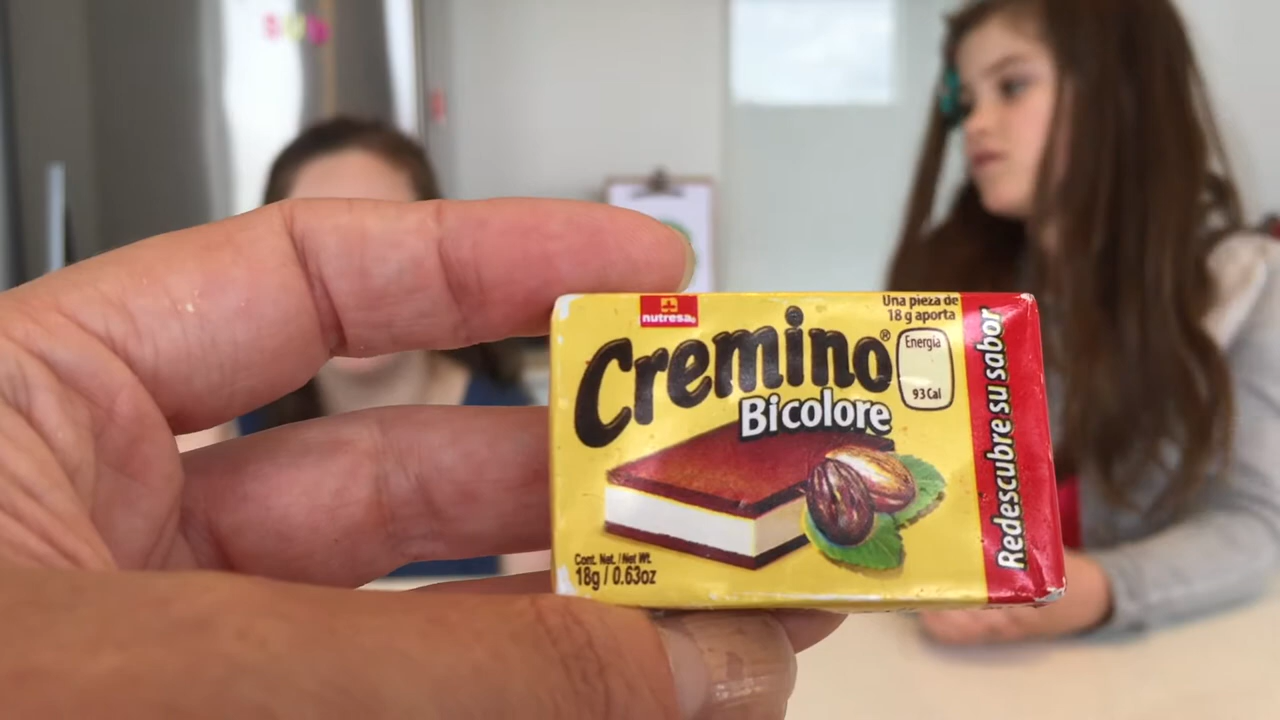 nutresa®
Cremino®
Bicolore
Una pieza de
18 g aporta
Energía
93 Cal
Redescubre su sabor
Cont. Net. / Net Wt.
18g / 0.63oz